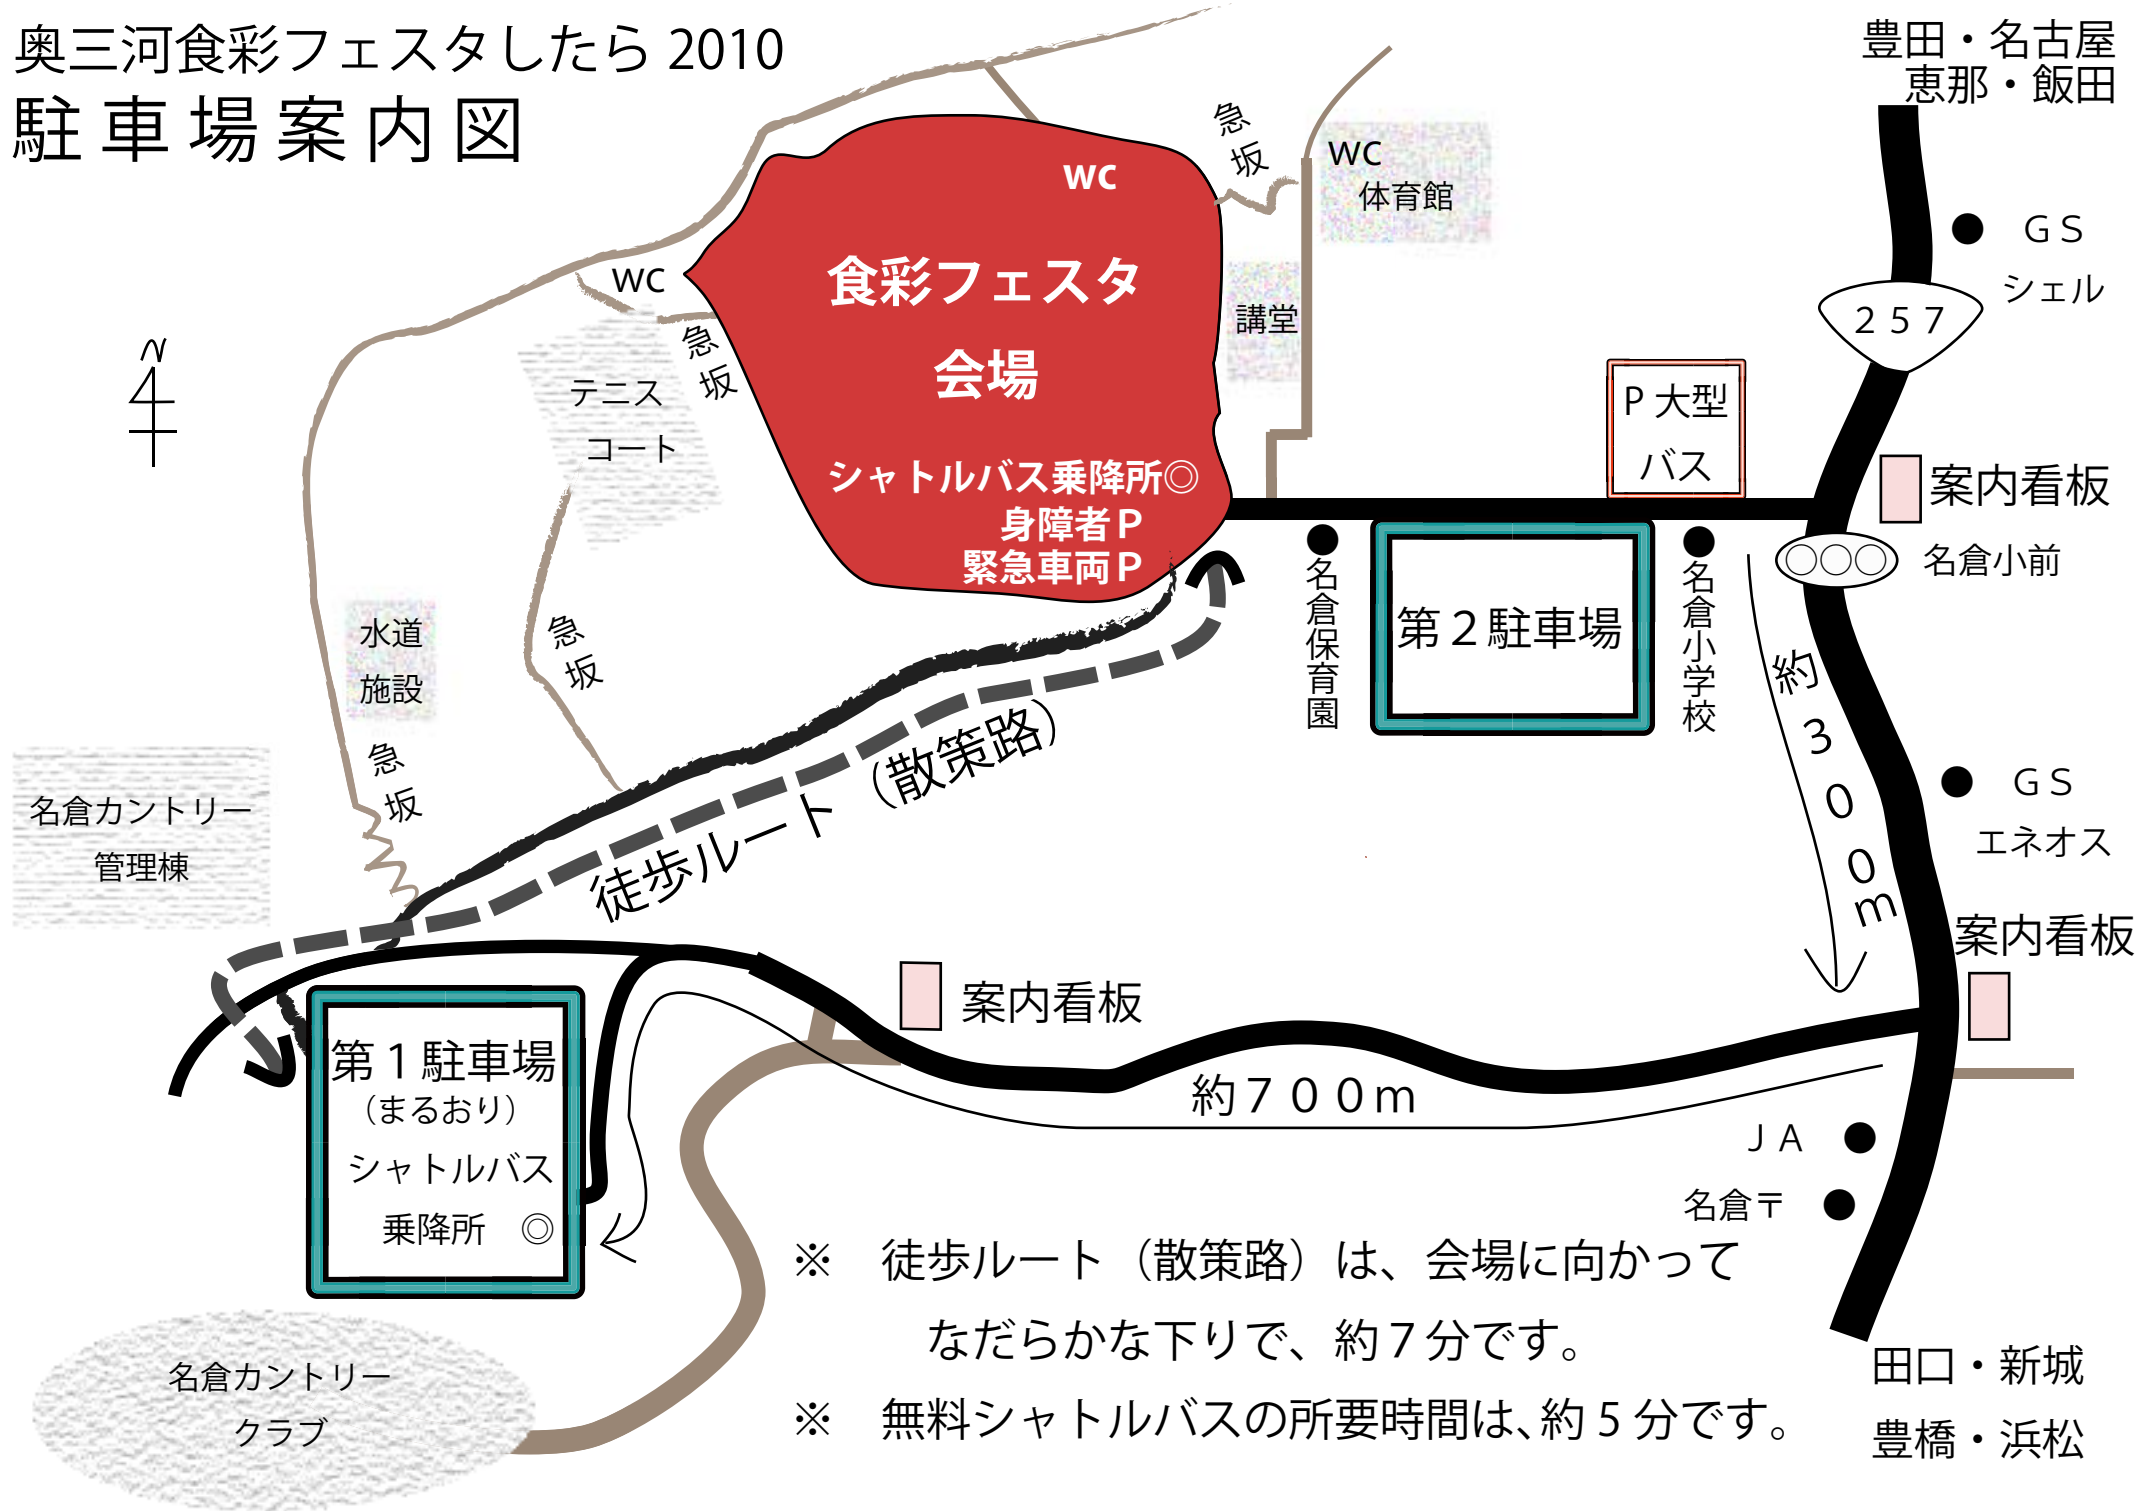 奥三河食彩フェスタしたら 2010
駐車場案内図
豊田・名古屋
恵那・飯田
急坂
WC
WC
体育館
GS
シェル
食彩フェスタ
会場
WC
講堂
257
急坂
テニス
コート
P 大型
バス
シャトルバス乗降所◎
身障者P
緊急車両P
案内看板
名倉保育園
第2駐車場
名倉小学校
○○○
名倉小前
水道
施設
急坂
約300m
急坂
徒歩ルート（散策路）
GS
エネオス
名倉カントリー
管理棟
案内看板
案内看板
第1駐車場
（まるおり）
シャトルバス
乗降所　◎
約700m
JA
名倉〒
※　徒歩ルート（散策路）は、会場に向かって
なだらかな下りで、約7分です。
※　無料シャトルバスの所要時間は、約5分です。
田口・新城
豊橋・浜松
名倉カントリー
クラブ